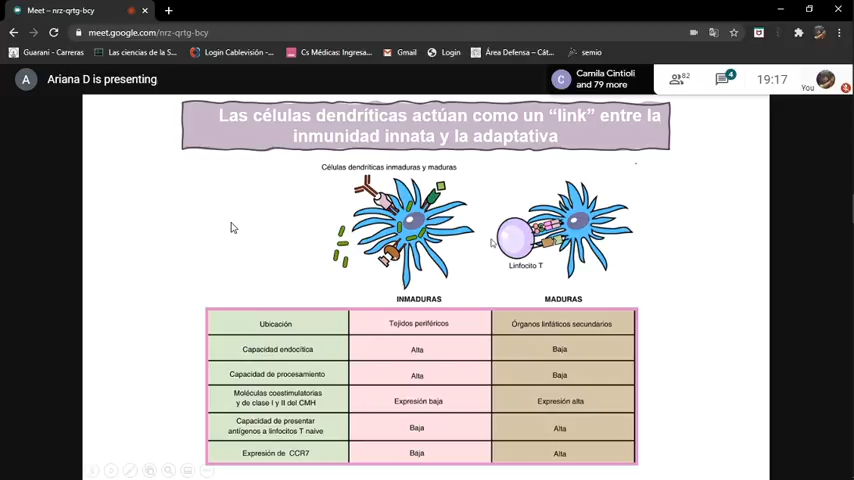 Meet – nrz-qrtg-bcy
meet.google.com/nrz-qrtg-bcy
Guarani - Carreras
Las ciencias de la S...
Login Cablevisión...
Cs Médicas: Ingresa...
Gmail
Login
Área Defensa – Cát...
semio
A
Ariana D is presenting
C
Camila Cintioli
and 79 more
82
4
19:17
You
Las células dendríticas actúan como un “link” entre la
inmunidad innata y la adaptativa
Células dendríticas inmaduras y maduras
Linfocito T
INMADURAS
MADURAS
Ubicación
Tejidos periféricos
Órganos linfáticos secundarios
Capacidad endocítica
Alta
Baja
Capacidad de procesamiento
Alta
Baja
Moléculas coestimulatorias
y de clase I y II del CMH
Expresión baja
Expresión alta
Capacidad de presentar
antígenos a linfocitos T naive
Baja
Alta
Expresión de CCR7
Baja
Alta